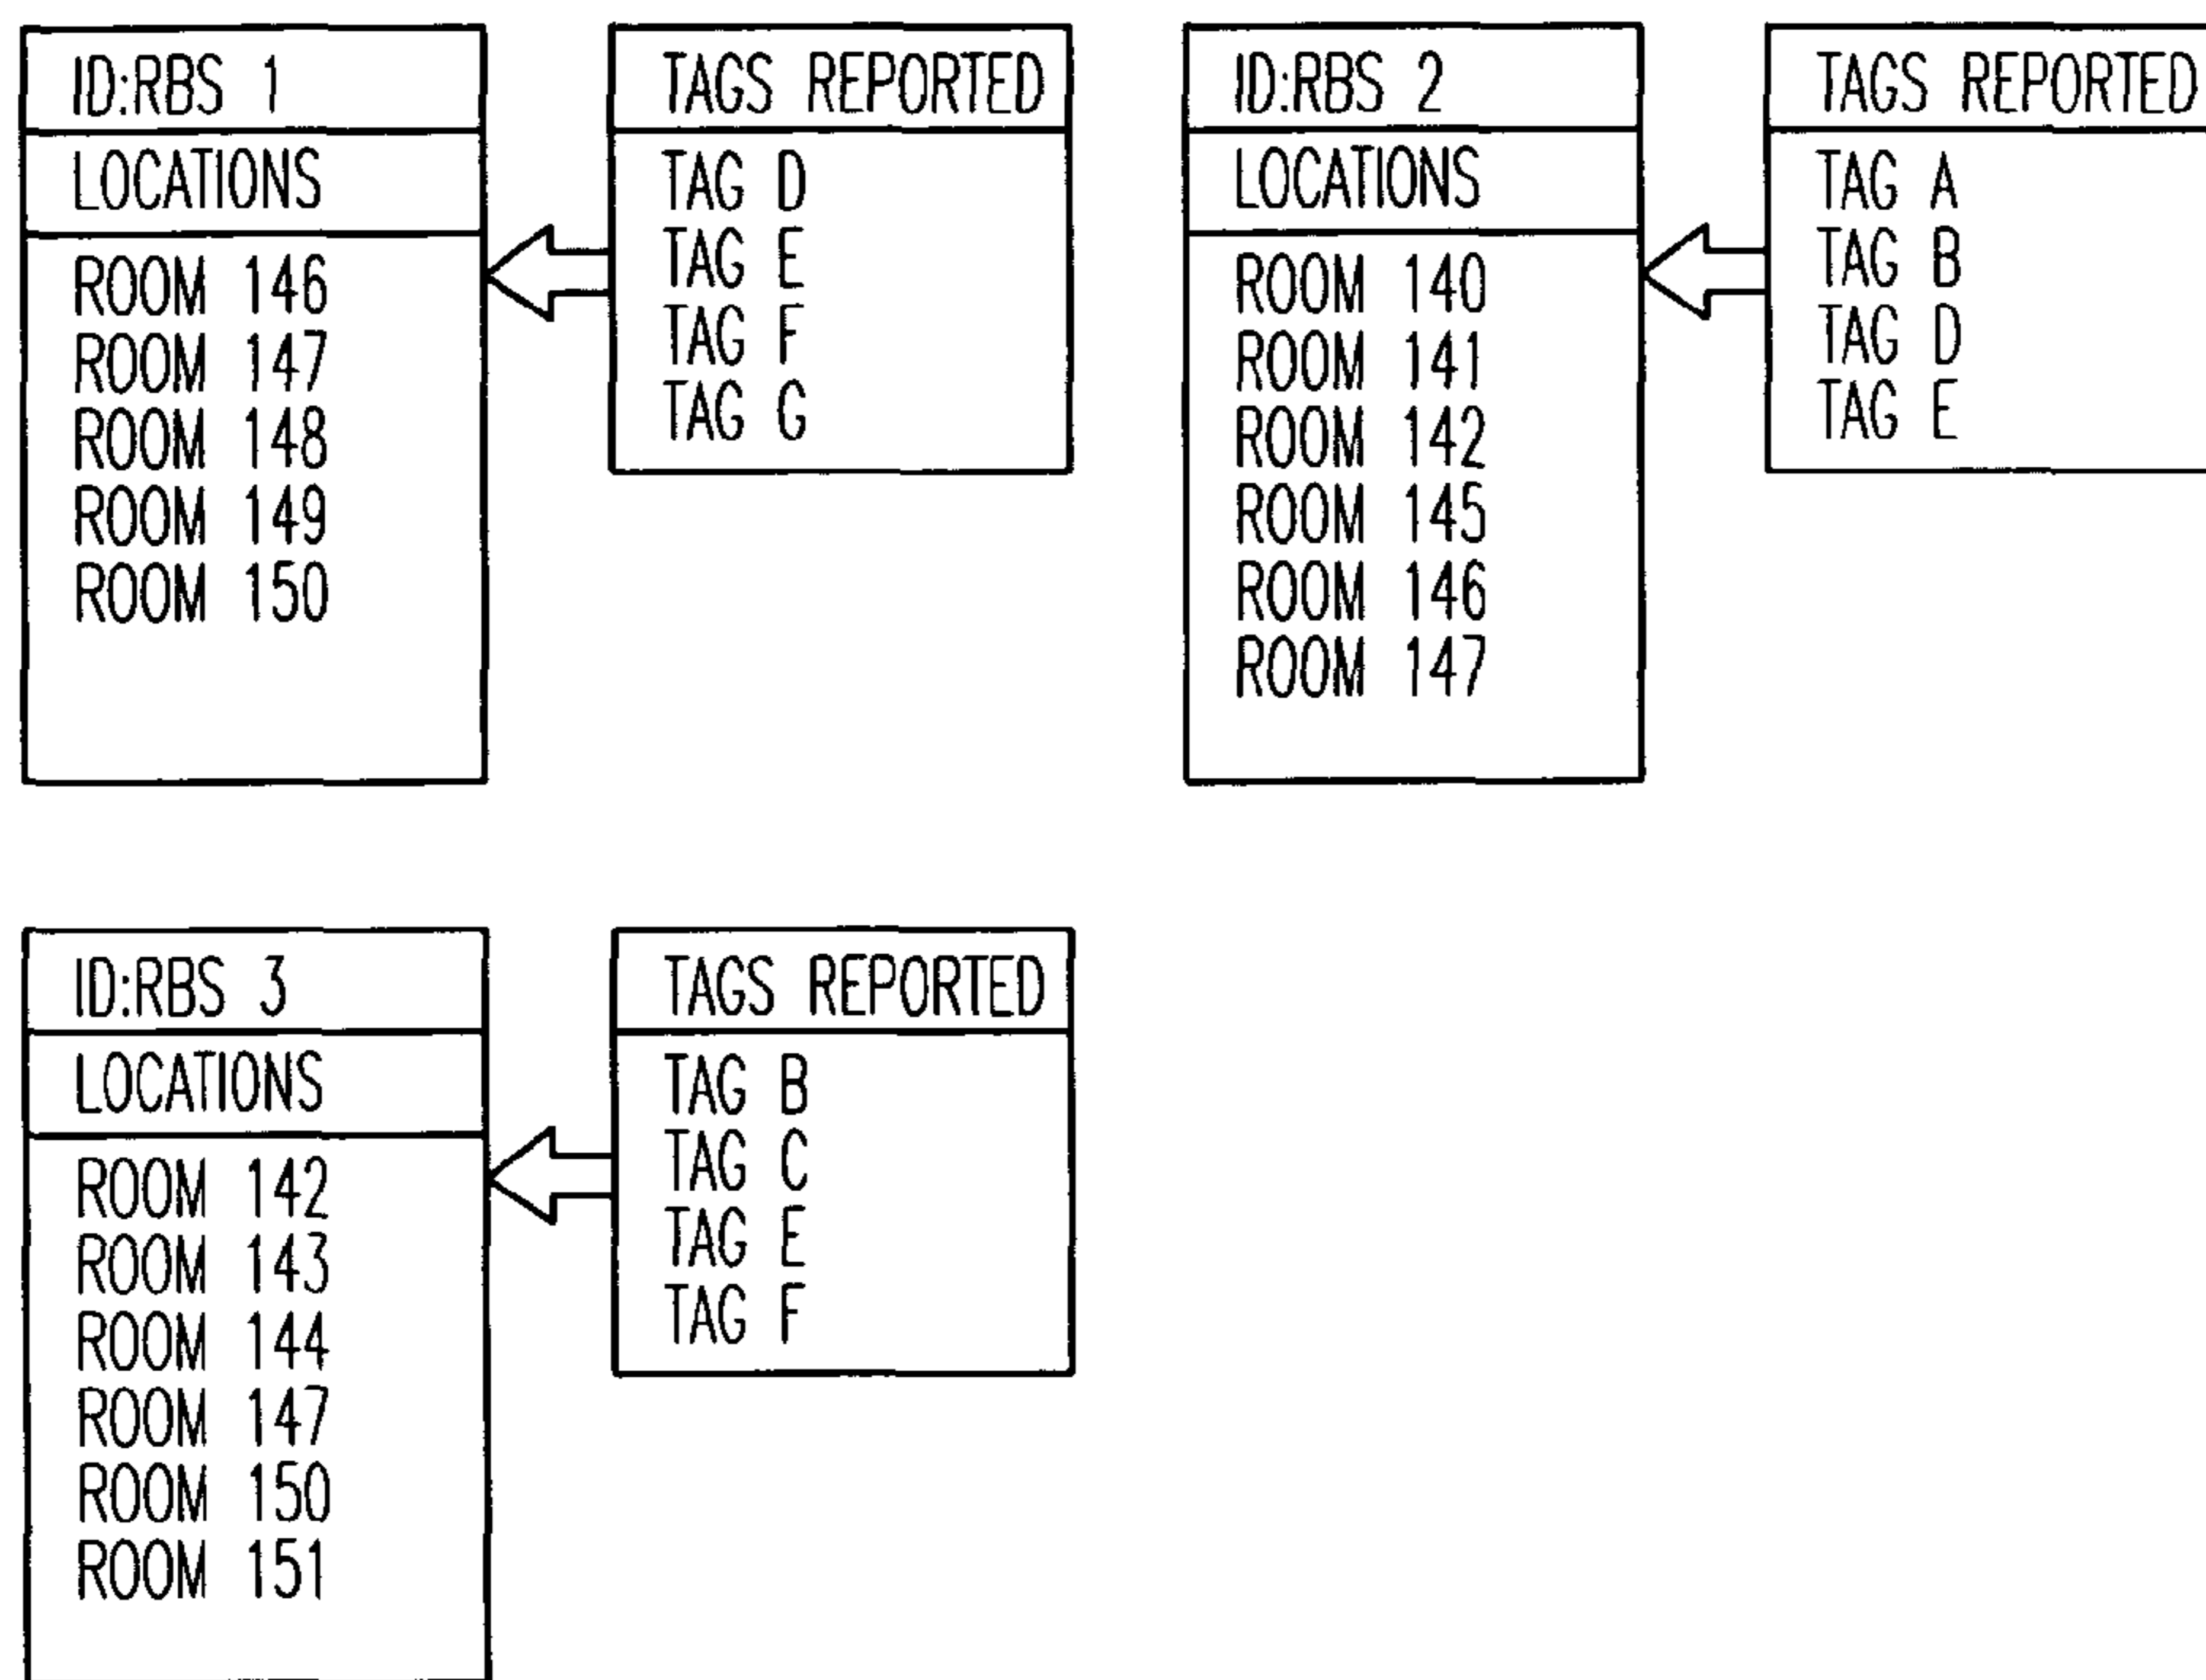 ID:RBS 1
LOCATIONS
ROOM 146
ROOM 147
ROOM 148
ROOM 149
ROOM 150
TAGS REPORTED
TAG D
TAG E
TAG F
TAG G
ID:RBS 2
LOCATIONS
ROOM 140
ROOM 141
ROOM 142
ROOM 145
ROOM 146
ROOM 147
TAGS REPORTED
TAG A
TAG B
TAG D
TAG E
ID:RBS 3
LOCATIONS
ROOM 142
ROOM 143
ROOM 144
ROOM 147
ROOM 150
ROOM 151
TAGS REPORTED
TAG B
TAG C
TAG E
TAG F